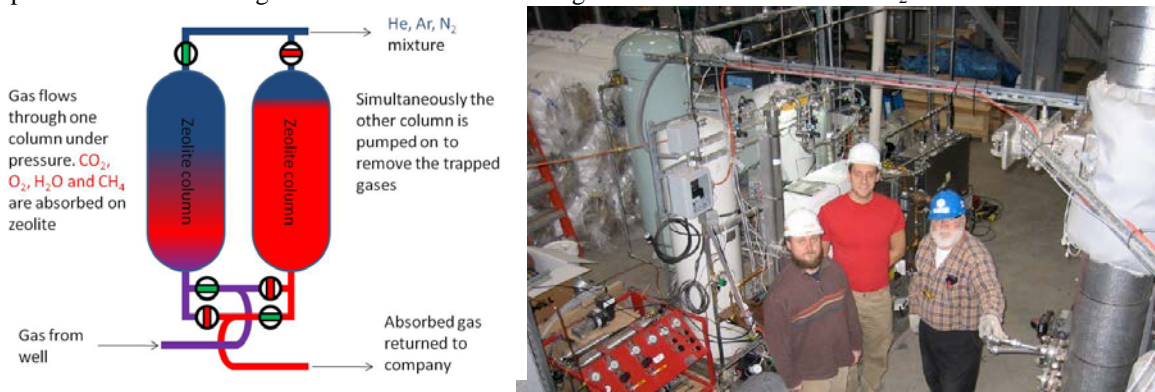 He, Ar, N₂
mixture
Gas flows
through one
column under
pressure. CO₂,
O₂, H₂O and CH₄
are absorbed on
zeolite
Zeolite column
Zeolite column
Simultaneously the
other column is
pumped on to
remove the trapped
gases
Gas from
well
Absorbed gas
returned to
company